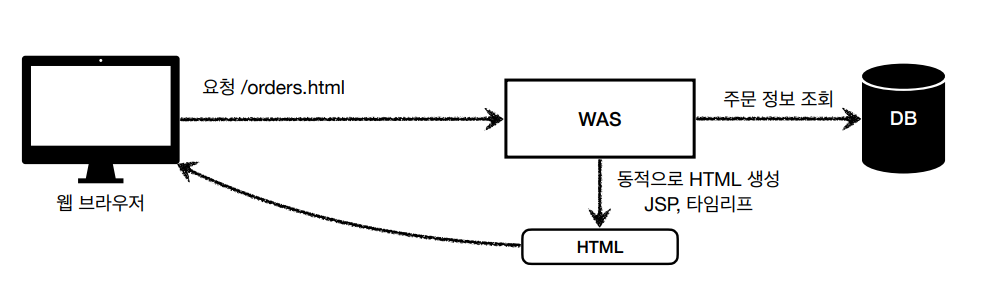 요청 /orders.html
주문 정보 조회
WAS
DB
동적으로 HTML 생성
JSP, 타임리프
웹 브라우저
HTML